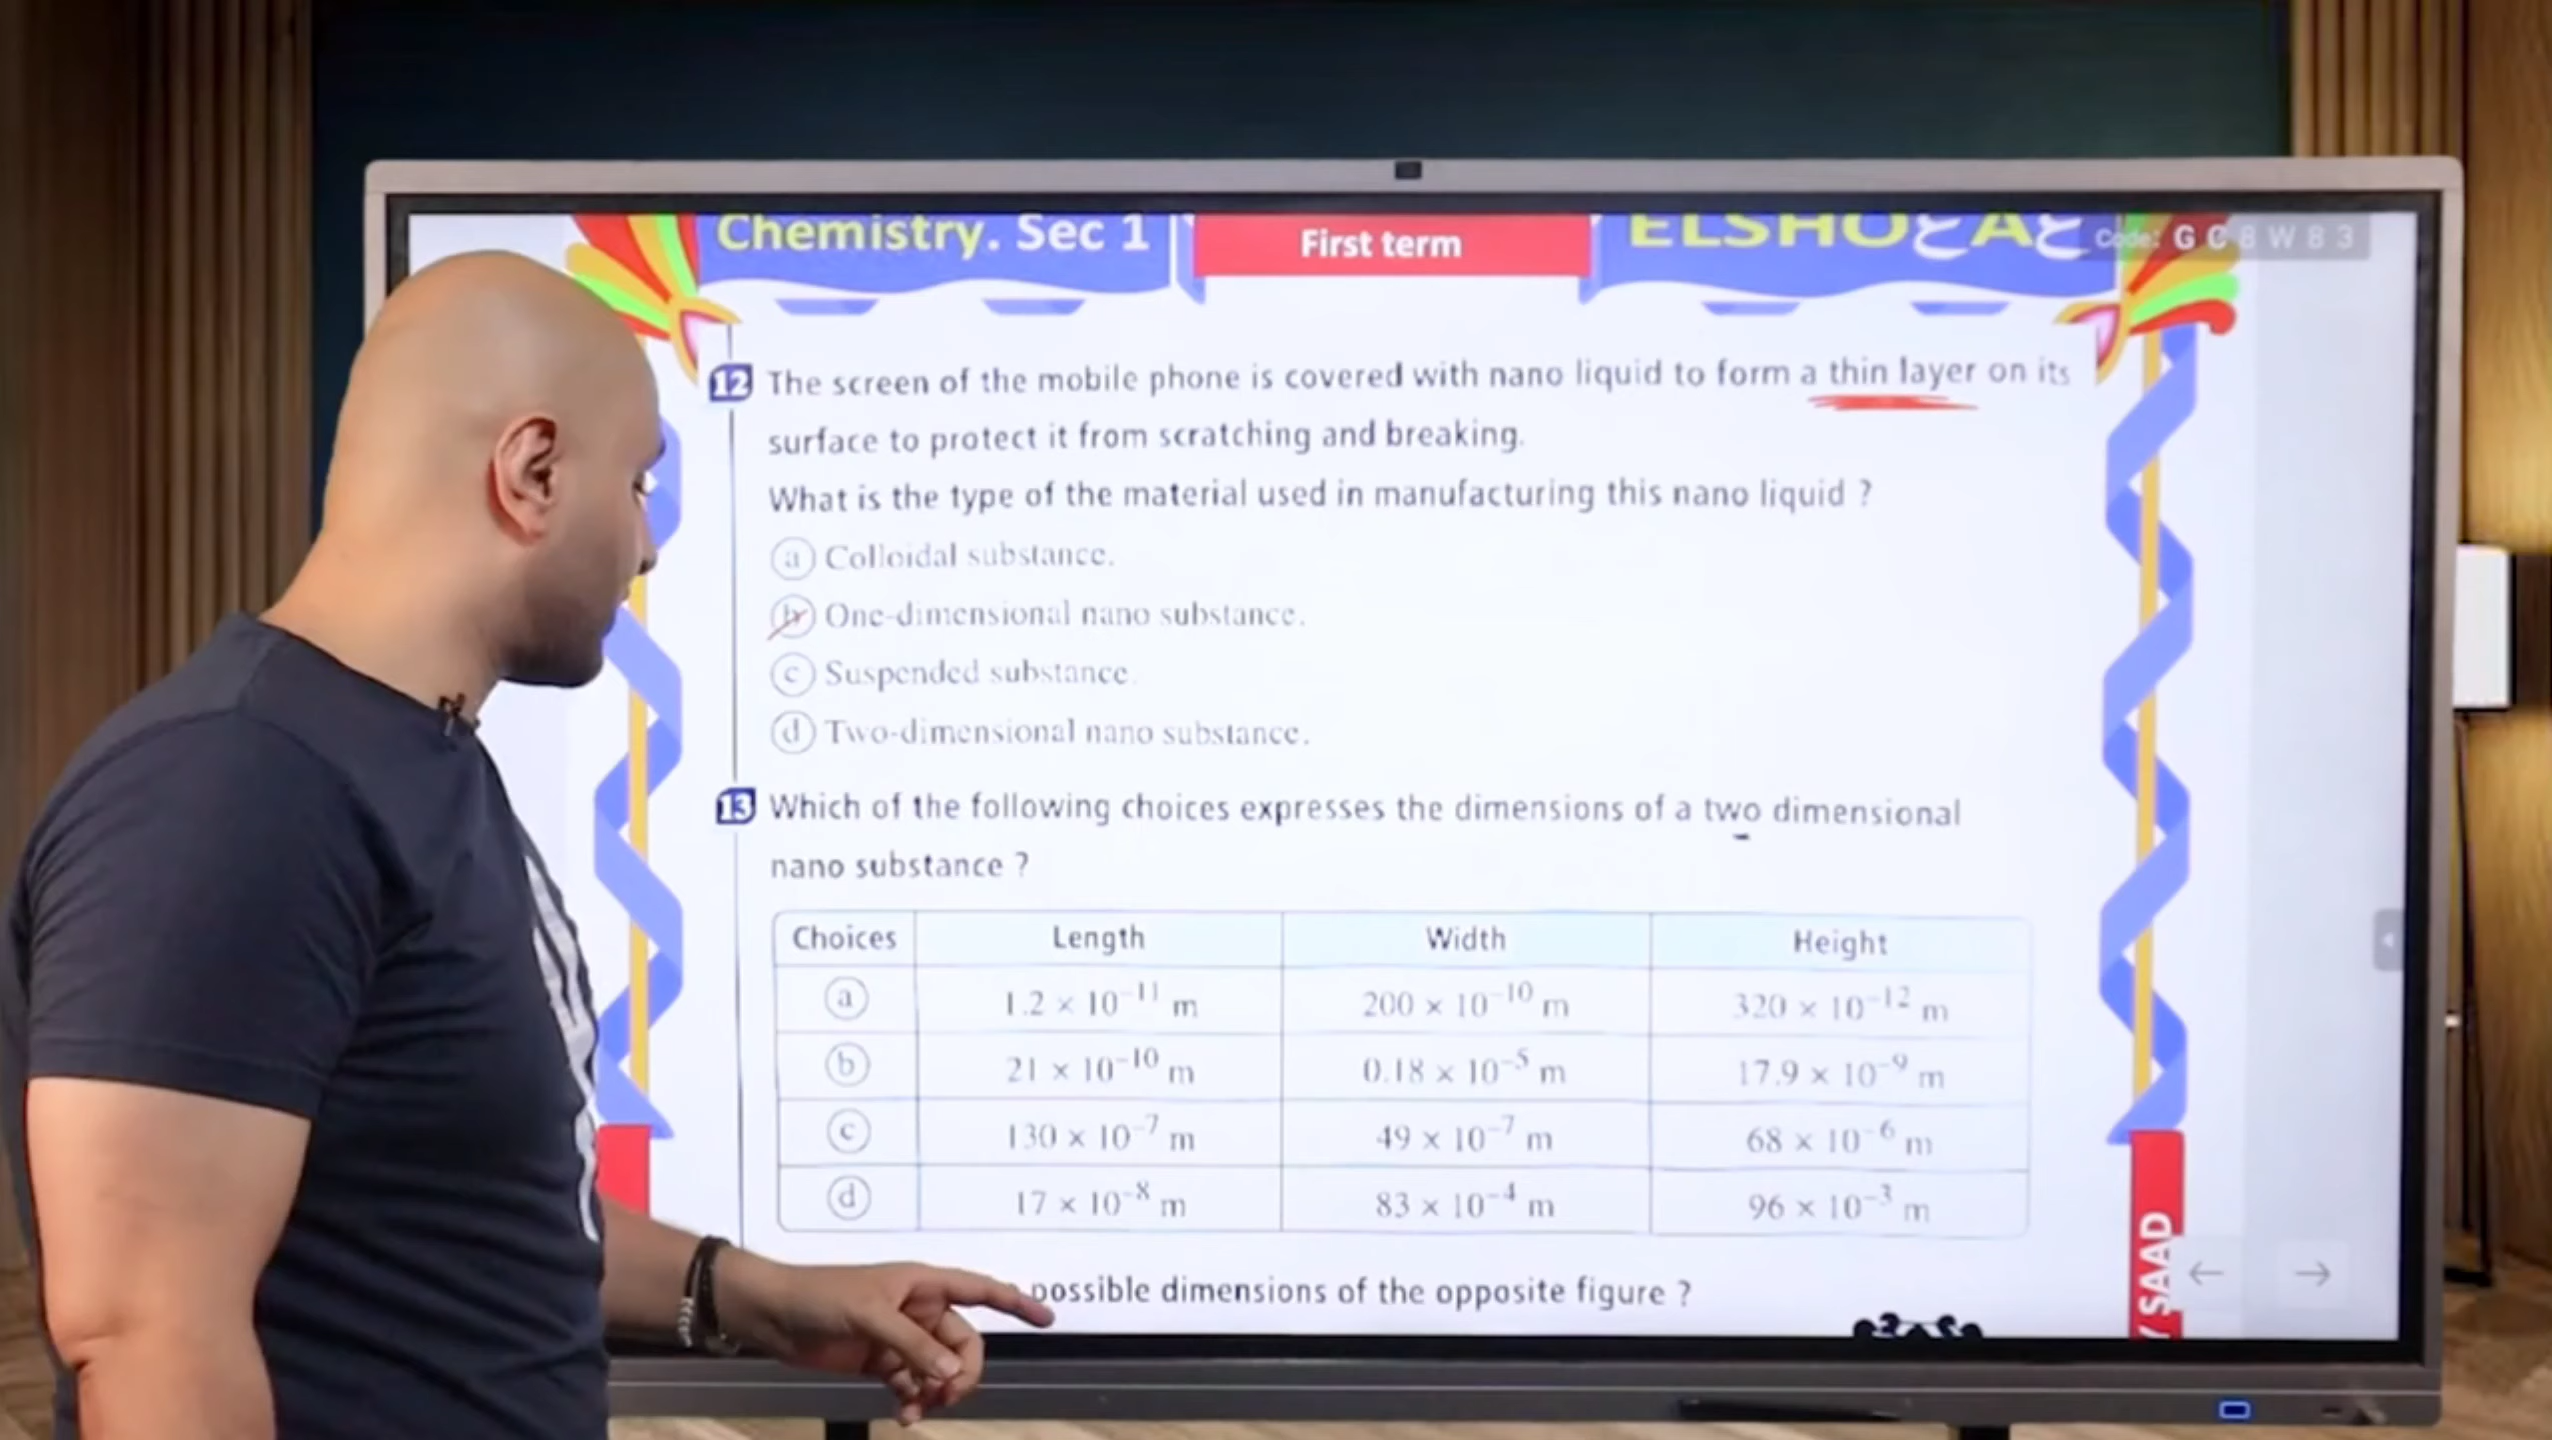 Chemistry. Sec 1
First term
ELSHOعAع
Code: G C 8 W 8 3
12 The screen of the mobile phone is covered with nano liquid to form a thin layer on its
surface to protect it from scratching and breaking.
What is the type of the material used in manufacturing this nano liquid ?
a Colloidal substance.
b One-dimensional nano substance.
c Suspended substance.
d Two-dimensional nano substance.
13 Which of the following choices expresses the dimensions of a two dimensional
nano substance ?
Choices Length Width Height
a 1.2 × 10⁻¹¹ m 200 × 10⁻¹⁰ m 320 × 10⁻¹² m
b 21 × 10⁻¹⁰ m 0.18 × 10⁻⁵ m 17.9 × 10⁻⁹ m
c 130 × 10⁻⁷ m 49 × 10⁻⁷ m 68 × 10⁻⁶ m
d 17 × 10⁻⁸ m 83 × 10⁻⁴ m 96 × 10⁻³ m
possible dimensions of the opposite figure ?
SAAD